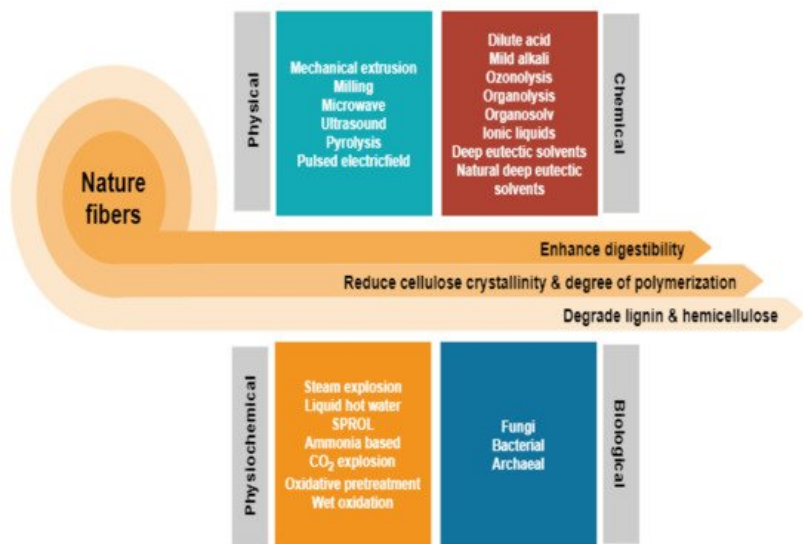 Physical
Mechanical extrusion
Milling
Microwave
Ultrasound
Pyrolysis
Pulsed electricfield
Dilute acid
Mild alkali
Ozonolysis
Organolysis
Organosolv
Ionic liquids
Deep eutectic solvents
Natural deep eutectic
solvents
Chemical
Nature
fibers
Enhance digestibility
Reduce cellulose crystallinity & degree of polymerization
Degrade lignin & hemicellulose
Physiochemical
Steam explosion
Liquid hot water
SPROL
Ammonia based
CO₂ explosion
Oxidative pretreatment
Wet oxidation
Fungi
Bacterial
Archaeal
Biological